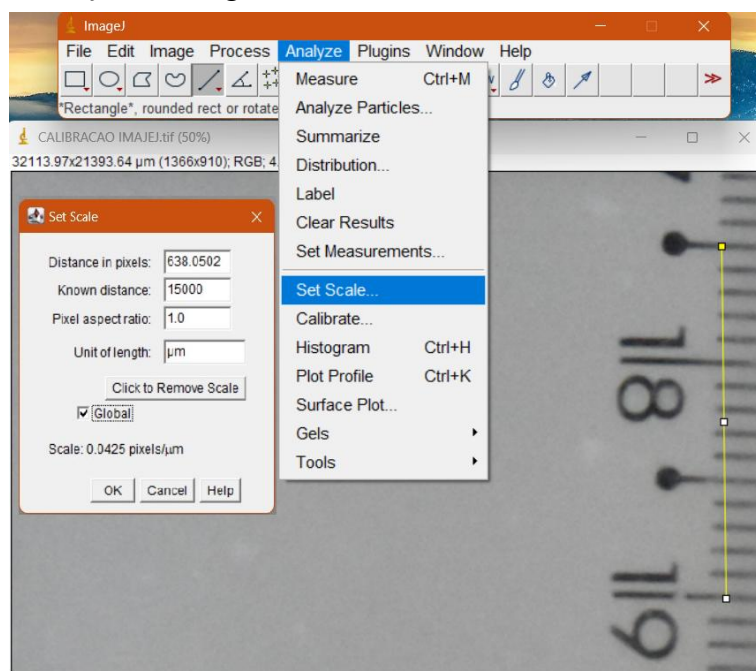 ImageJ
File Edit Image Process Analyze Plugins Window Help
*Rectangle*, rounded rect or rotate
CALIBRACAO IMAJEJ.tif (50%)
32113.97x21393.64 µm (1366x910); RGB; 4.
Measure Ctrl+M
Analyze Particles...
Summarize
Distribution...
Label
Clear Results
Set Measurements...
Set Scale...
Calibrate...
Histogram Ctrl+H
Plot Profile Ctrl+K
Surface Plot...
Gels
Tools
Set Scale
Distance in pixels: 638.0502
Known distance: 15000
Pixel aspect ratio: 1.0
Unit of length: µm
Click to Remove Scale
Global
Scale: 0.0425 pixels/µm
OK Cancel Help
18
19